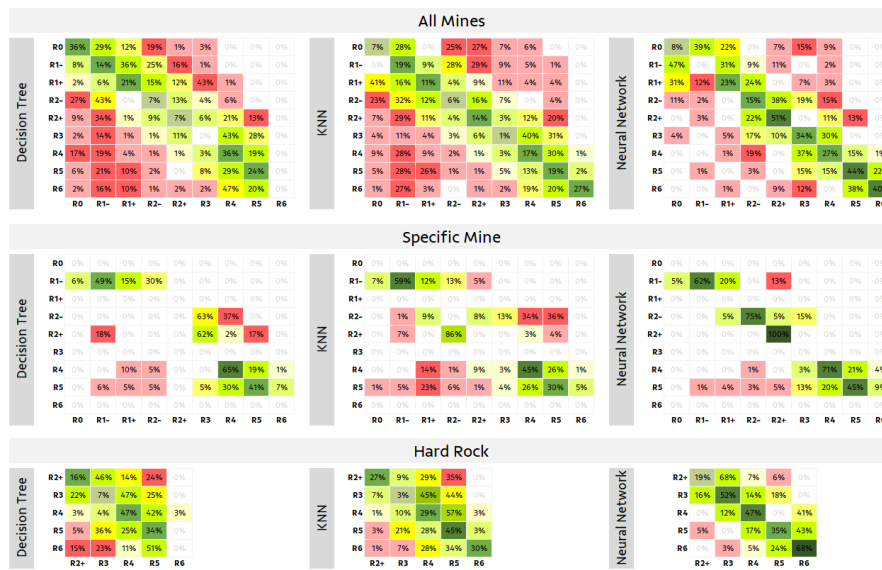 All Mines
Decision Tree
R0 36% 29% 12% 19% 1% 3% 0% 0% 0%
R1- 8% 14% 36% 25% 16% 1% 0% 0% 0%
R1+ 2% 6% 21% 15% 12% 43% 1% 0% 0%
R2- 27% 43% 0% 7% 13% 4% 6% 0% 0%
R2+ 9% 34% 1% 9% 7% 6% 21% 13% 0%
R3 2% 14% 1% 1% 11% 0% 43% 28% 0%
R4 17% 19% 4% 1% 1% 3% 36% 19% 0%
R5 6% 21% 10% 2% 0% 8% 29% 24% 0%
R6 2% 16% 10% 1% 2% 2% 47% 20% 0%
R0 R1- R1+ R2- R2+ R3 R4 R5 R6
KNN
R0 7% 28% 0% 25% 27% 7% 6% 0% 0%
R1- 0% 19% 9% 28% 29% 9% 5% 1% 0%
R1+ 41% 16% 11% 4% 9% 11% 4% 4% 0%
R2- 23% 32% 12% 6% 16% 7% 0% 4% 0%
R2+ 7% 29% 11% 4% 14% 3% 12% 20% 0%
R3 4% 11% 4% 3% 6% 1% 40% 31% 0%
R4 9% 28% 9% 2% 1% 3% 17% 30% 1%
R5 5% 28% 26% 1% 1% 5% 13% 19% 2%
R6 1% 27% 3% 0% 1% 2% 19% 20% 27%
R0 R1- R1+ R2- R2+ R3 R4 R5 R6
Neural Network
R0 8% 39% 22% 0% 7% 15% 9% 0% 0%
R1- 47% 0% 31% 9% 11% 0% 2% 0% 0%
R1+ 31% 12% 23% 24% 0% 7% 3% 0% 0%
R2- 11% 2% 0% 15% 38% 19% 15% 0% 0%
R2+ 0% 3% 0% 22% 51% 0% 11% 13% 0%
R3 4% 0% 5% 17% 10% 34% 30% 0% 0%
R4 0% 0% 1% 19% 0% 37% 27% 15% 1%
R5 0% 1% 0% 3% 0% 15% 15% 44% 22
R6 0% 0% 1% 0% 9% 12% 0% 38% 40
R0 R1- R1+ R2- R2+ R3 R4 R5 R6
Specific Mine
Decision Tree
R0 0% 0% 0% 0% 0% 0% 0% 0% 0%
R1- 6% 49% 15% 30% 0% 0% 0% 0% 0%
R1+ 0% 0% 0% 0% 0% 0% 0% 0% 0%
R2- 0% 0% 0% 0% 0% 63% 37% 0% 0%
R2+ 0% 18% 0% 0% 0% 62% 2% 17% 0%
R3 0% 0% 0% 0% 0% 0% 0% 0% 0%
R4 0% 0% 10% 5% 0% 0% 65% 19% 1%
R5 0% 6% 5% 5% 0% 5% 30% 41% 7%
R6 0% 0% 0% 0% 0% 0% 0% 0% 0%
R0 R1- R1+ R2- R2+ R3 R4 R5 R6
KNN
R0 0% 0% 0% 0% 0% 0% 0% 0% 0%
R1- 7% 59% 12% 13% 5% 0% 0% 0% 0%
R1+ 0% 0% 0% 0% 0% 0% 0% 0% 0%
R2- 0% 1% 9% 0% 8% 13% 34% 36% 0%
R2+ 0% 7% 0% 86% 0% 0% 3% 4% 0%
R3 0% 0% 0% 0% 0% 0% 0% 0% 0%
R4 0% 0% 14% 1% 9% 3% 45% 26% 1%
R5 1% 5% 23% 6% 1% 4% 26% 30% 5%
R6 0% 0% 0% 0% 0% 0% 0% 0% 0%
R0 R1- R1+ R2- R2+ R3 R4 R5 R6
Neural Network
R0 0% 0% 0% 0% 0% 0% 0% 0% 0%
R1- 5% 62% 20% 0% 13% 0% 0% 0% 0%
R1+ 0% 0% 0% 0% 0% 0% 0% 0% 0%
R2- 0% 0% 5% 75% 5% 15% 0% 0% 0%
R2+ 0% 0% 0% 0% 100% 0% 0% 0% 0%
R3 0% 0% 0% 0% 0% 0% 0% 0% 0%
R4 0% 0% 0% 1% 0% 3% 71% 21% 4%
R5 0% 1% 4% 3% 5% 13% 20% 45% 9%
R6 0% 0% 0% 0% 0% 0% 0% 0% 0%
R0 R1- R1+ R2- R2+ R3 R4 R5 R6
Hard Rock
Decision Tree
R2+ 16% 46% 14% 24% 0%
R3 22% 7% 47% 25% 0%
R4 3% 4% 47% 42% 3%
R5 5% 36% 25% 34% 0%
R6 15% 23% 11% 51% 0%
R2+ R3 R4 R5 R6
KNN
R2+ 27% 9% 29% 35% 0%
R3 7% 3% 45% 44% 0%
R4 1% 10% 29% 57% 3%
R5 3% 21% 28% 45% 3%
R6 1% 7% 28% 34% 30%
R2+ R3 R4 R5 R6
Neural Network
R2+ 19% 68% 7% 6% 0%
R3 16% 52% 14% 18% 0%
R4 0% 12% 47% 0% 41%
R5 5% 0% 17% 35% 43%
R6 0% 3% 5% 24% 68%
R2+ R3 R4 R5 R6